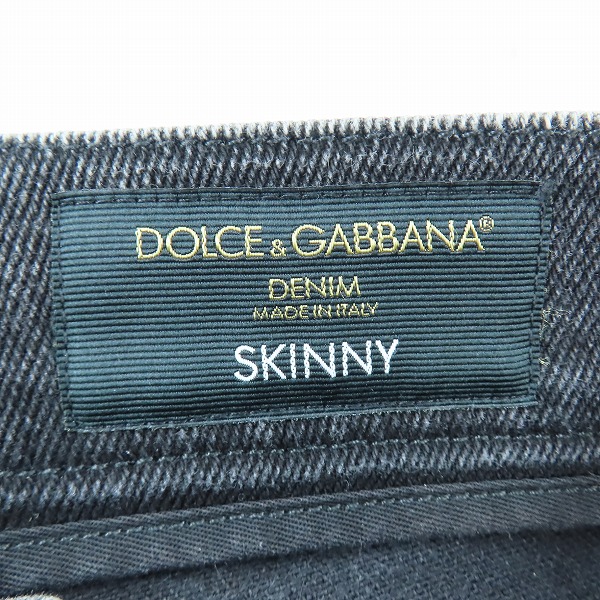 DOLCE & GABBANA®
DENIM
MADE IN ITALY
SKINNY